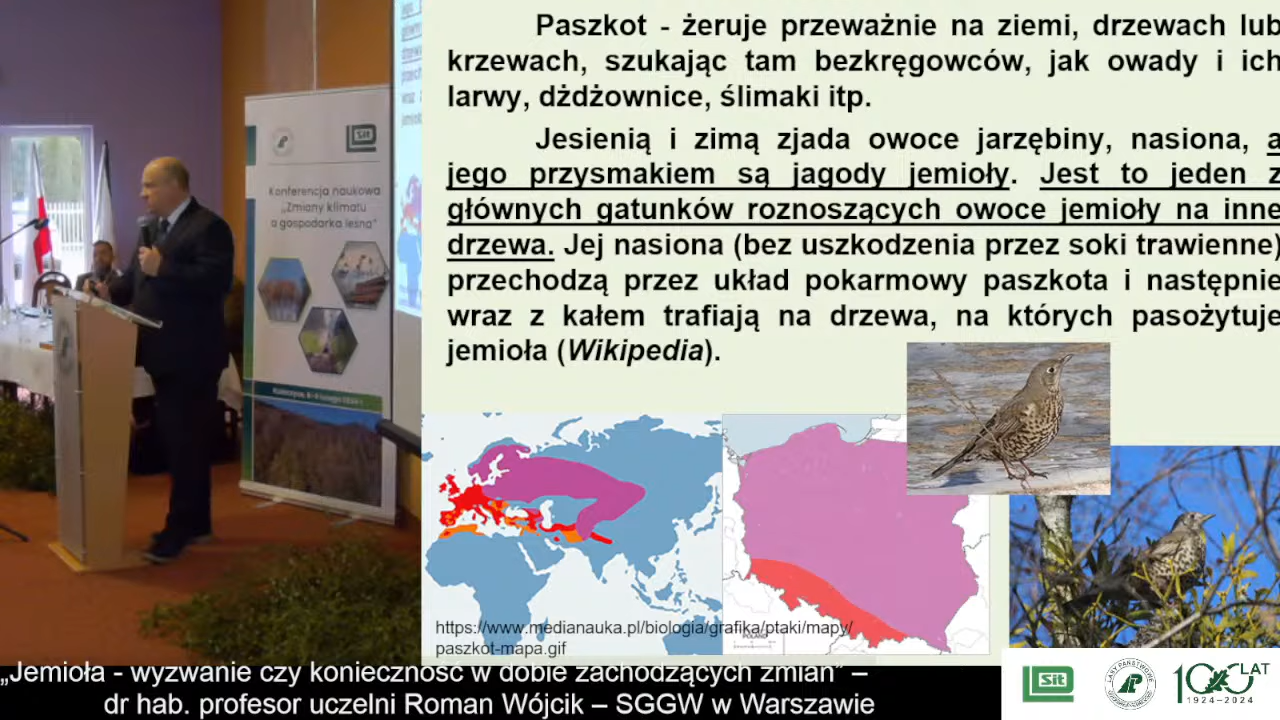 Paszkot - żeruje przeważnie na ziemi, drzewach lub
krzewach, szukając tam bezkręgowców, jak owady i ich
larwy, dżdżownice, ślimaki itp.
Jesienią i zimą zjada owoce jarzębiny, nasiona, a
jego przysmakiem są jagody jemioły. Jest to jeden z
głównych gatunków roznoszących owoce jemioły na inne
drzewa. Jej nasiona (bez uszkodzenia przez soki trawienne)
przechodzą przez układ pokarmowy paszkota i następnie
wraz z kałem trafiają na drzewa, na których pasożytuje
jemioła (Wikipedia).
Sit
Konferencja naukowa
„Zmiany klimatu
a gospodarka leśna"
POLAND
https://www.medianauka.pl/biologia/grafika/ptaki/mapy/
paszkot-mapa.gif
„Jemioła - wyzwanie czy konieczność w dobie zachodzących zmian” –
dr hab. profesor uczelni Roman Wójcik – SGGW w Warszawie
Sit
LASY PAŃSTWOWE
100 LAT
1924-2024